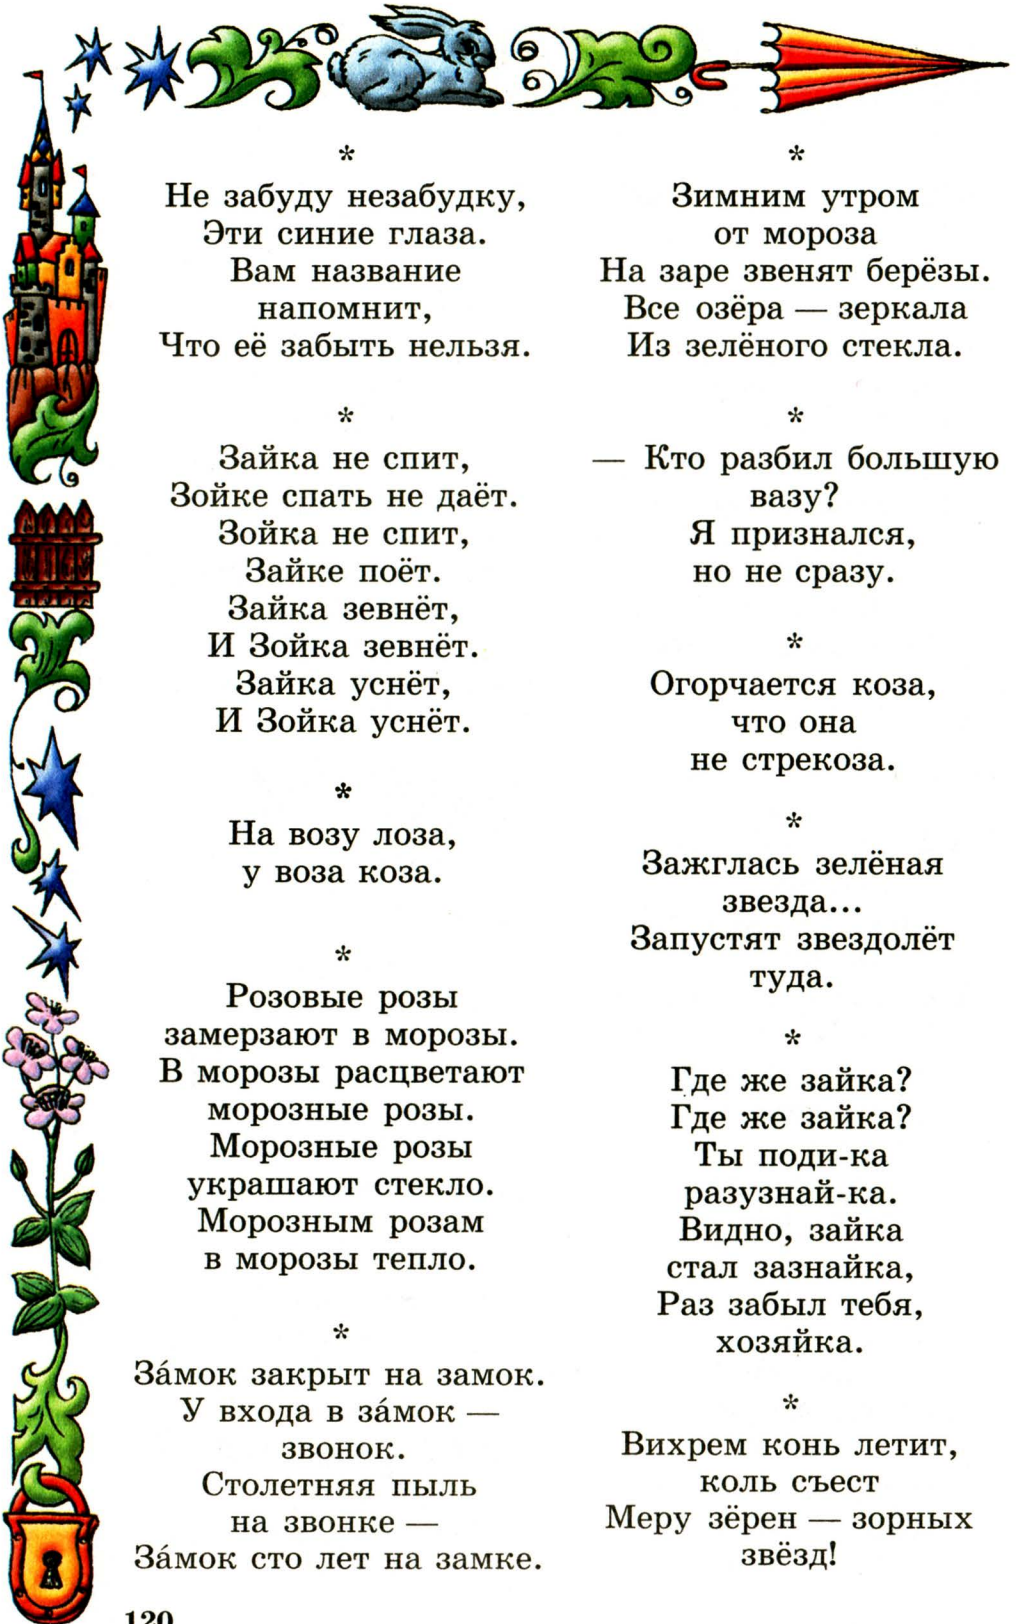 *
Не забуду незабудку,
Эти синие глаза.
Вам название
напомнит,
Что её забыть нельзя.
*
Зайка не спит,
Зойке спать не даёт.
Зойка не спит,
Зайке поёт.
Зайка зевнёт,
И Зойка зевнёт.
Зайка уснёт,
И Зойка уснёт.
*
На возу лоза,
у воза коза.
*
Розовые розы
замерзают в морозы.
В морозы расцветают
морозные розы.
Морозные розы
украшают стекло.
Морозным розам
в морозы тепло.
*
За́мок закрыт на замок.
У входа в за́мок —
звонок.
Столетняя пыль
на звонке —
За́мок сто лет на замке.
*
Зимним утром
от мороза
На заре звенят берёзы.
Все озёра — зеркала
Из зелёного стекла.
*
— Кто разбил большую
вазу?
Я признался,
но не сразу.
*
Огорчается коза,
что она
не стрекоза.
*
Зажглась зелёная
звезда...
Запустят звездолёт
туда.
*
Где же зайка?
Где же зайка?
Ты поди-ка
разузнай-ка.
Видно, зайка
стал зазнайка,
Раз забыл тебя,
хозяйка.
*
Вихрем конь летит,
коль съест
Меру зёрен — зорных
звёзд!
120